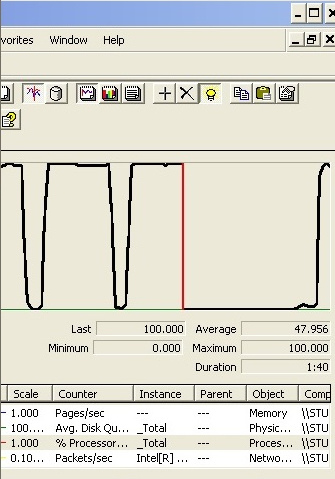 vorites Window Help
Last 100.000 Average 47.956
Minimum 0.000 Maximum 100.000
Duration 1:40
Scale Counter Instance Parent Object Comp
1.000 Pages/sec --- --- Memory \\STU
100.... Avg. Disk Qu... _Total --- Physic... \\STU
1.000 % Processor... _Total --- Proces... \\STU
0.10... Packets/sec Intel[R] ... --- Netwo... \\STU